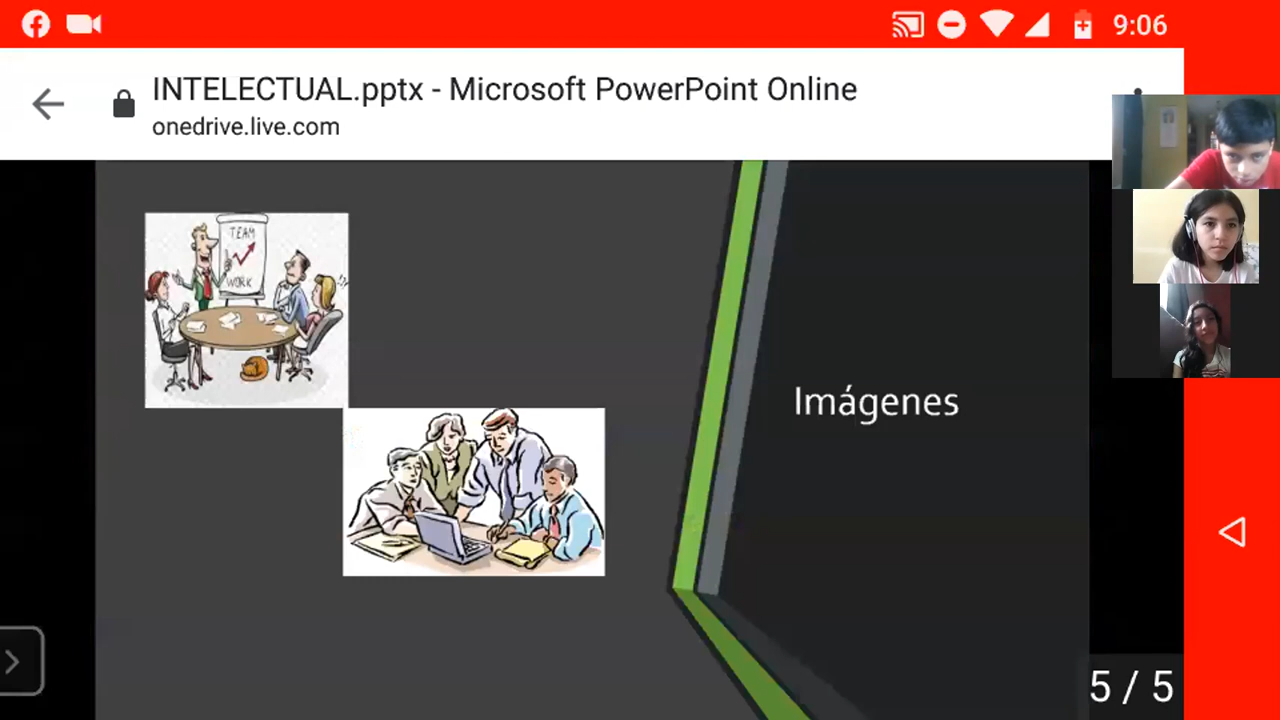 9:06
INTELECTUAL.pptx - Microsoft PowerPoint Online
onedrive.live.com
TEAM
WORK
Imágenes
5 / 5